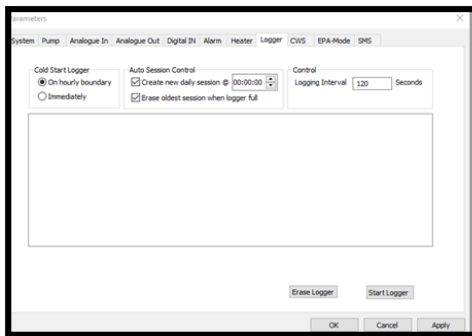 arameters
System Pump Analogue In Analogue Out Digital IN Alarm Heater Logger CWS EPA-Mode SMS
Cold Start Logger Auto Session Control Control
On hourly boundary Create new daily session @ 00:00:00 Logging Interval 120 Seconds
Immediately Erase oldest session when logger full
Erase Logger Start Logger
OK Cancel Apply